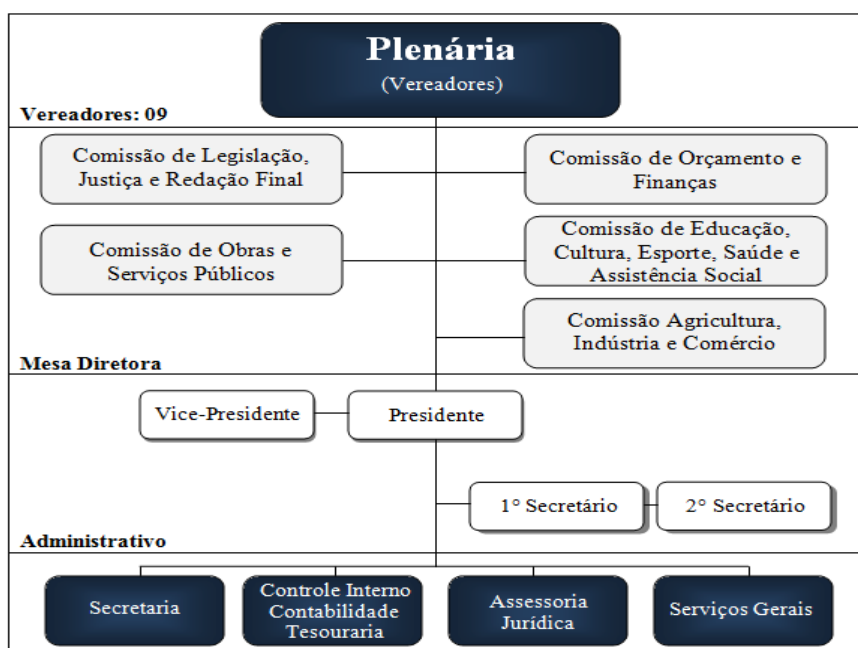 Plenária
(Vereadores)
Vereadores: 09
Comissão de Legislação,
Justiça e Redação Final
Comissão de Orçamento e
Finanças
Comissão de Obras e
Serviços Públicos
Comissão de Educação,
Cultura, Esporte, Saúde e
Assistência Social
Comissão Agricultura,
Indústria e Comércio
Mesa Diretora
Vice-Presidente
Presidente
1° Secretário
2° Secretário
Administrativo
Secretaria
Controle Interno
Contabilidade
Tesouraria
Assessoria
Jurídica
Serviços Gerais